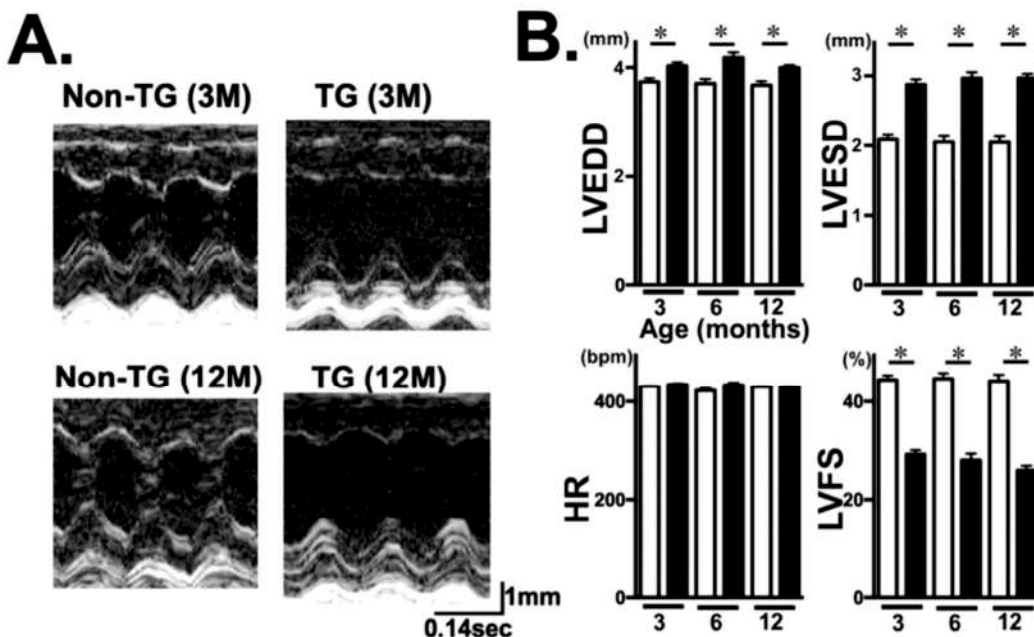 A.
Non-TG (3M)
TG (3M)
Non-TG (12M)
TG (12M)
1mm
0.14sec
B.
(mm)
* * *
4
2
0
LVEDD
3 6 12
Age (months)
(mm)
* * *
3
2
1
0
LVESD
3 6 12
(bpm)
400
200
0
HR
3 6 12
(%)
* * *
40
20
0
LVFS
3 6 12